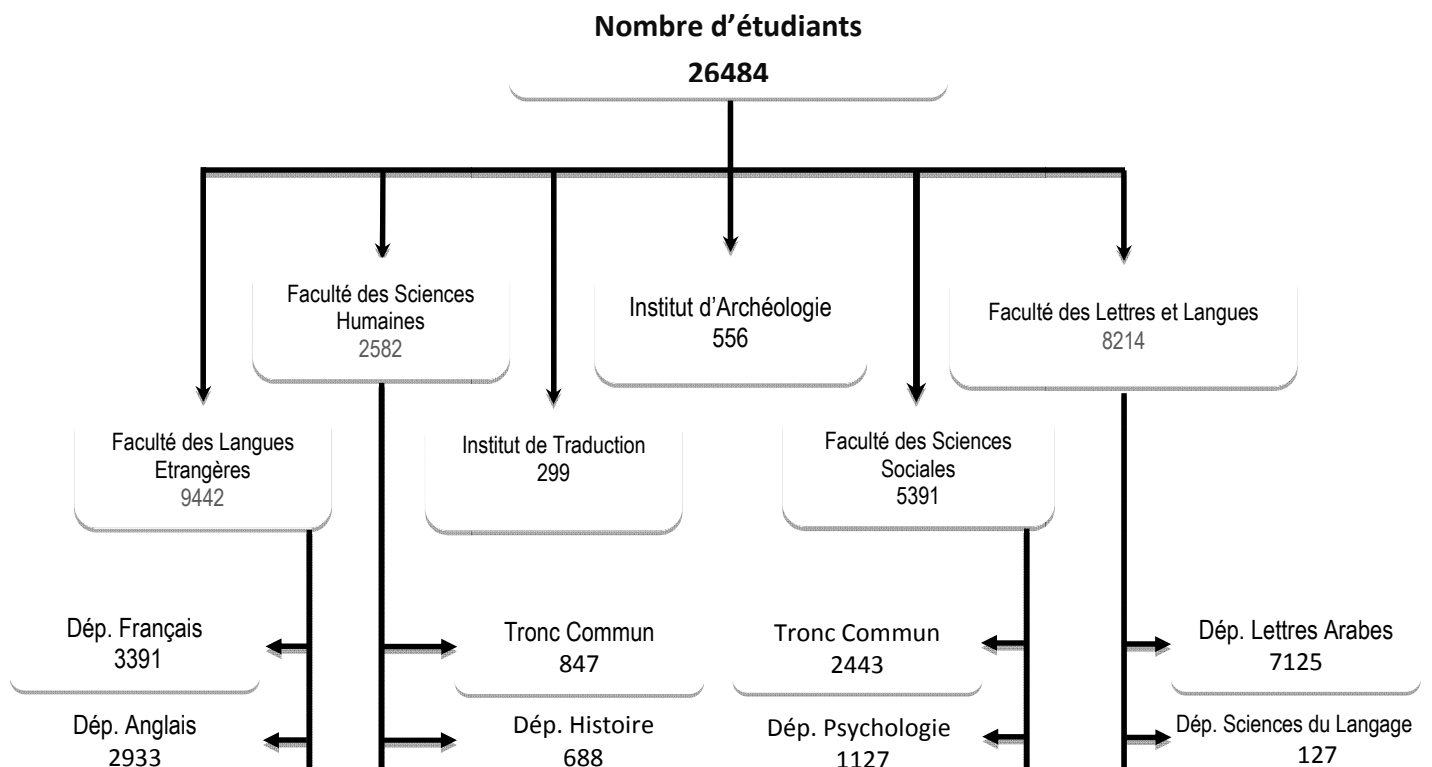 Nombre d’étudiants
26484
Faculté des Sciences
Humaines
2582
Institut d’Archéologie
556
Faculté des Lettres et Langues
8214
Faculté des Langues
Etrangères
9442
Institut de Traduction
299
Faculté des Sciences
Sociales
5391
Dép. Français
3391
Tronc Commun
847
Tronc Commun
2443
Dép. Lettres Arabes
7125
Dép. Anglais
2933
Dép. Histoire
688
Dép. Psychologie
1127
Dép. Sciences du Langage
127